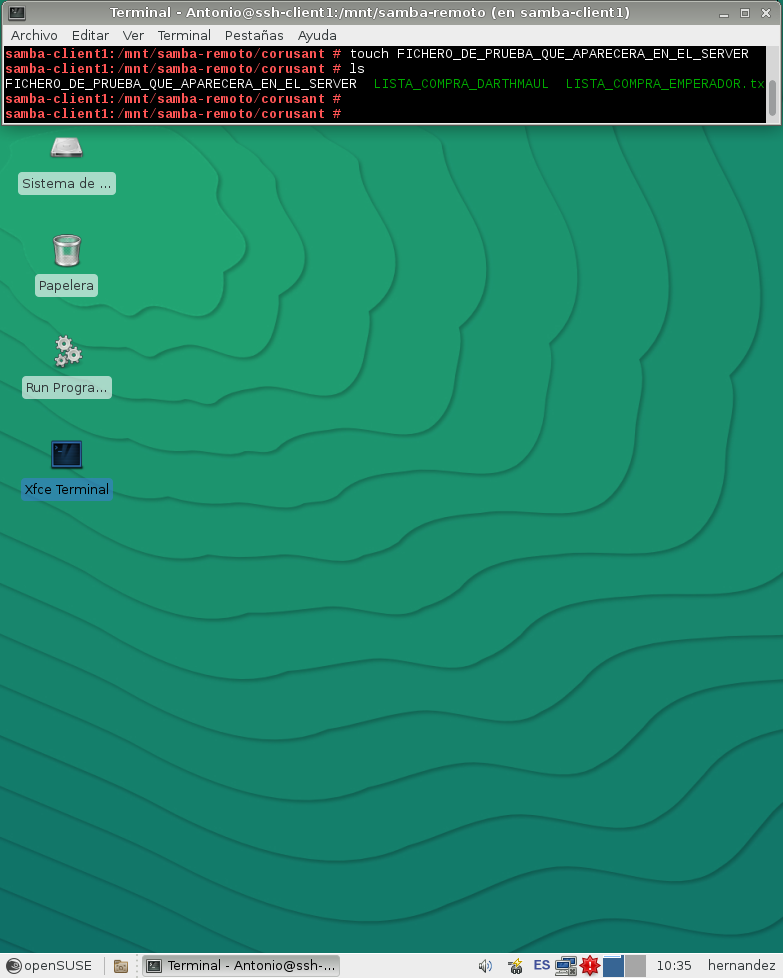 Terminal - Antonio@ssh-client1:/mnt/samba-remoto (en samba-client1)
Archivo Editar Ver Terminal Pestañas Ayuda
samba-client1:/mnt/samba-remoto/corusant # touch FICHERO_DE_PRUEBA_QUE_APARECERA_EN_EL_SERVER
samba-client1:/mnt/samba-remoto/corusant # ls
FICHERO_DE_PRUEBA_QUE_APARECERA_EN_EL_SERVER LISTA_COMPRA_DARTHMAUL LISTA_COMPRA_EMPERADOR.tx
samba-client1:/mnt/samba-remoto/corusant #
samba-client1:/mnt/samba-remoto/corusant #
Sistema de ...
Papelera
Run Progra...
Xfce Terminal
openSUSE Terminal - Antonio@ssh-... ES 10:35 hernandez